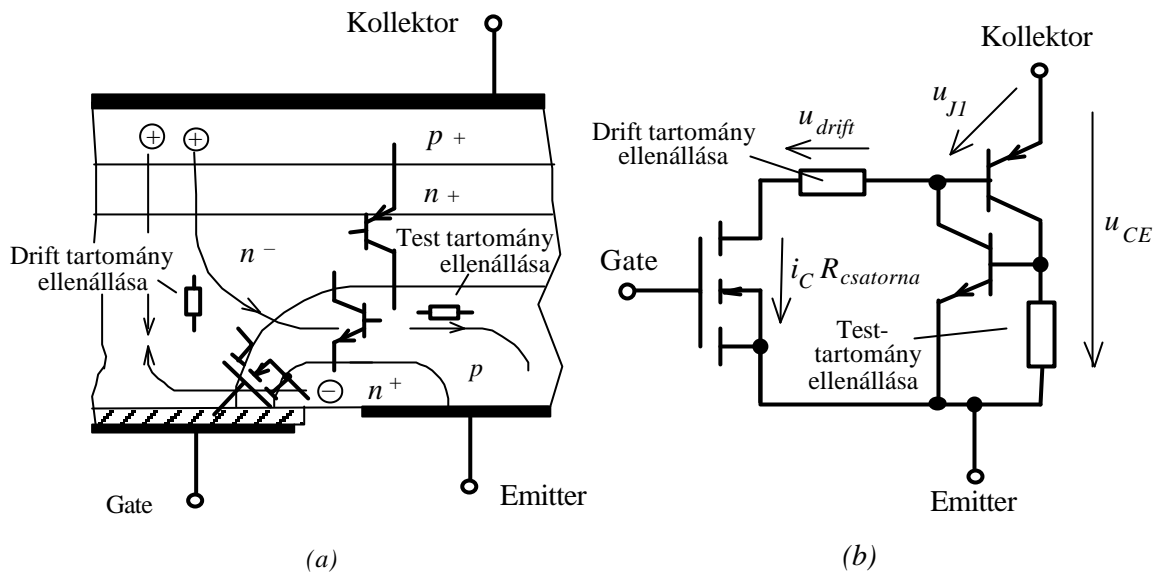 Kollektor
p +
n +
Drift tartomány
ellenállása
n −
Test tartomány
ellenállása
p
n +
Gate
Emitter
(a)
Kollektor
u J1
u drift
Drift tartomány
ellenállása
u CE
Gate
i C R csatorna
Test-
tartomány
ellenállása
Emitter
(b)